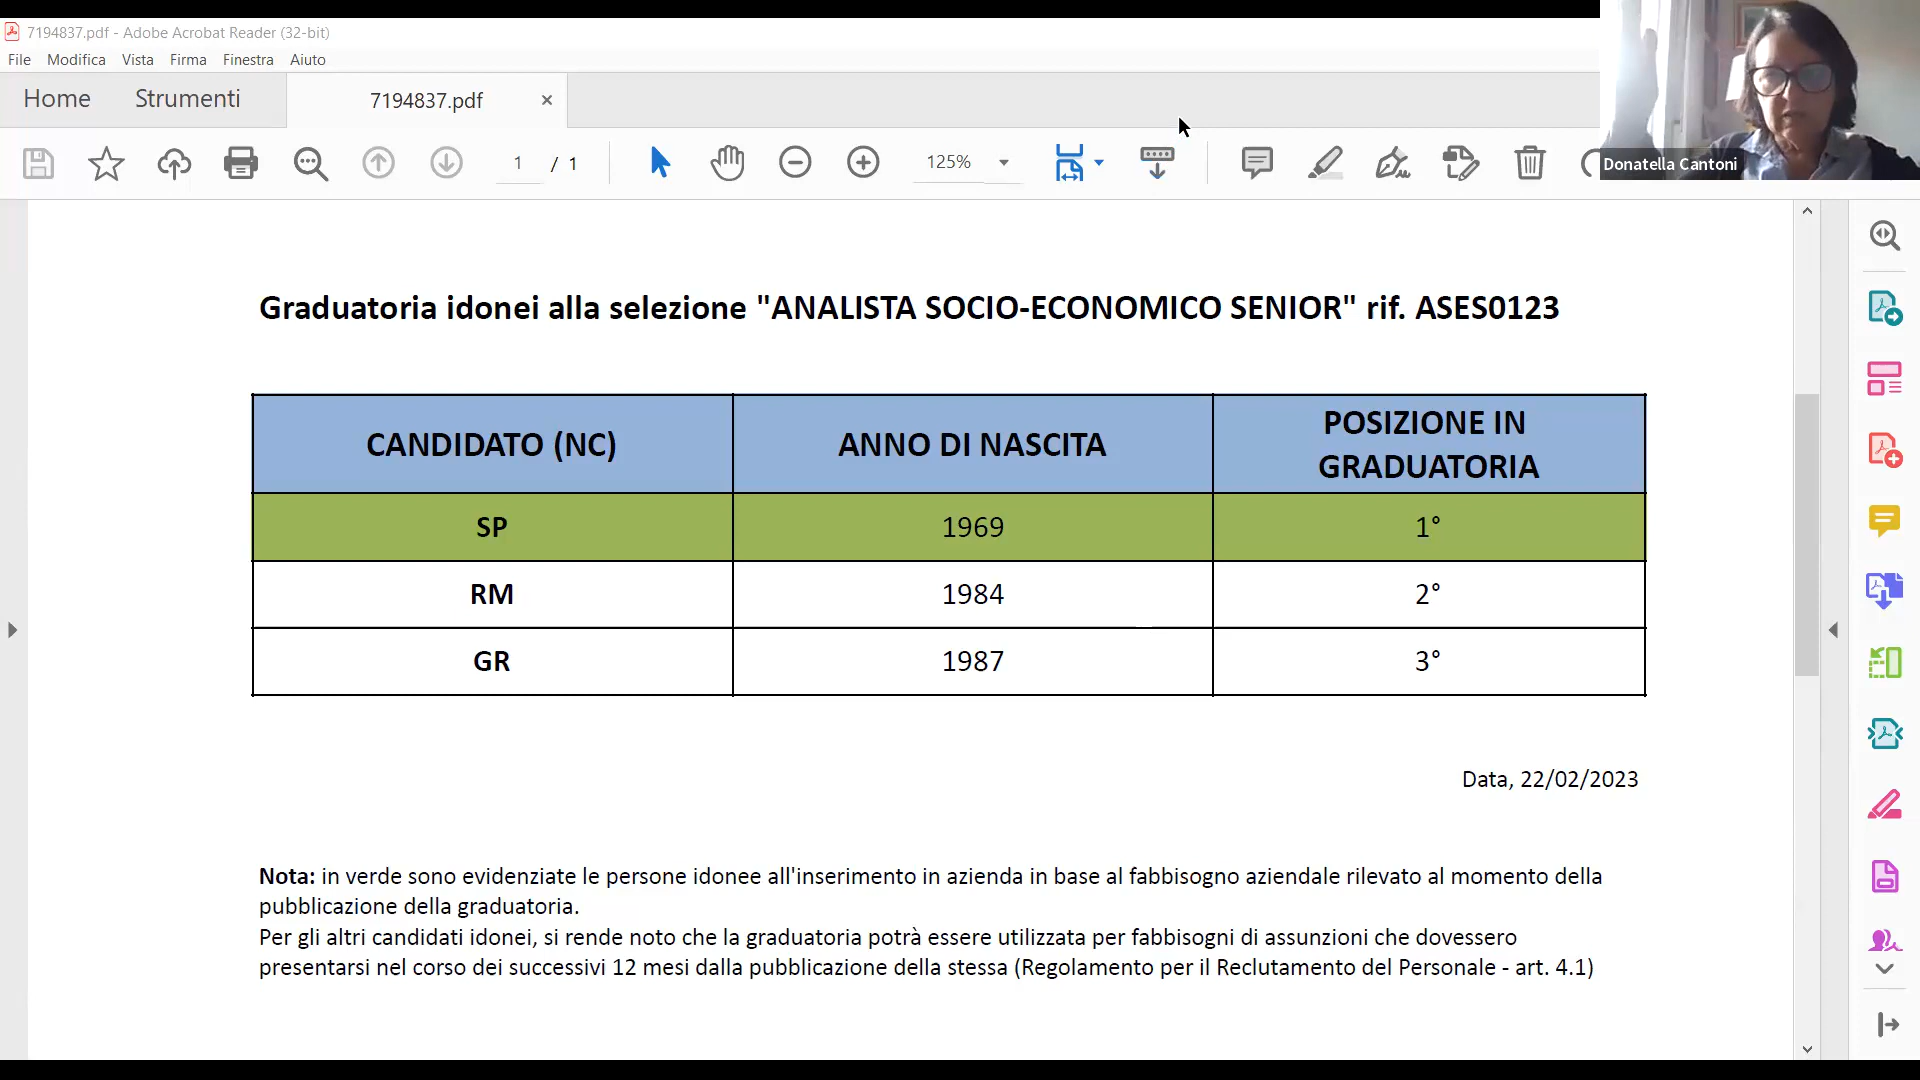 7194837.pdf - Adobe Acrobat Reader (32-bit)
File Modifica Vista Firma Finestra Aiuto
Home Strumenti 7194837.pdf ×
1 / 1 125%
Donatella Cantoni
Graduatoria idonei alla selezione "ANALISTA SOCIO-ECONOMICO SENIOR" rif. ASES0123
CANDIDATO (NC) ANNO DI NASCITA POSIZIONE IN
GRADUATORIA
SP 1969 1°
RM 1984 2°
GR 1987 3°
Data, 22/02/2023
Nota: in verde sono evidenziate le persone idonee all'inserimento in azienda in base al fabbisogno aziendale rilevato al momento della
pubblicazione della graduatoria.
Per gli altri candidati idonei, si rende noto che la graduatoria potrà essere utilizzata per fabbisogni di assunzioni che dovessero
presentarsi nel corso dei successivi 12 mesi dalla pubblicazione della stessa (Regolamento per il Reclutamento del Personale - art. 4.1)